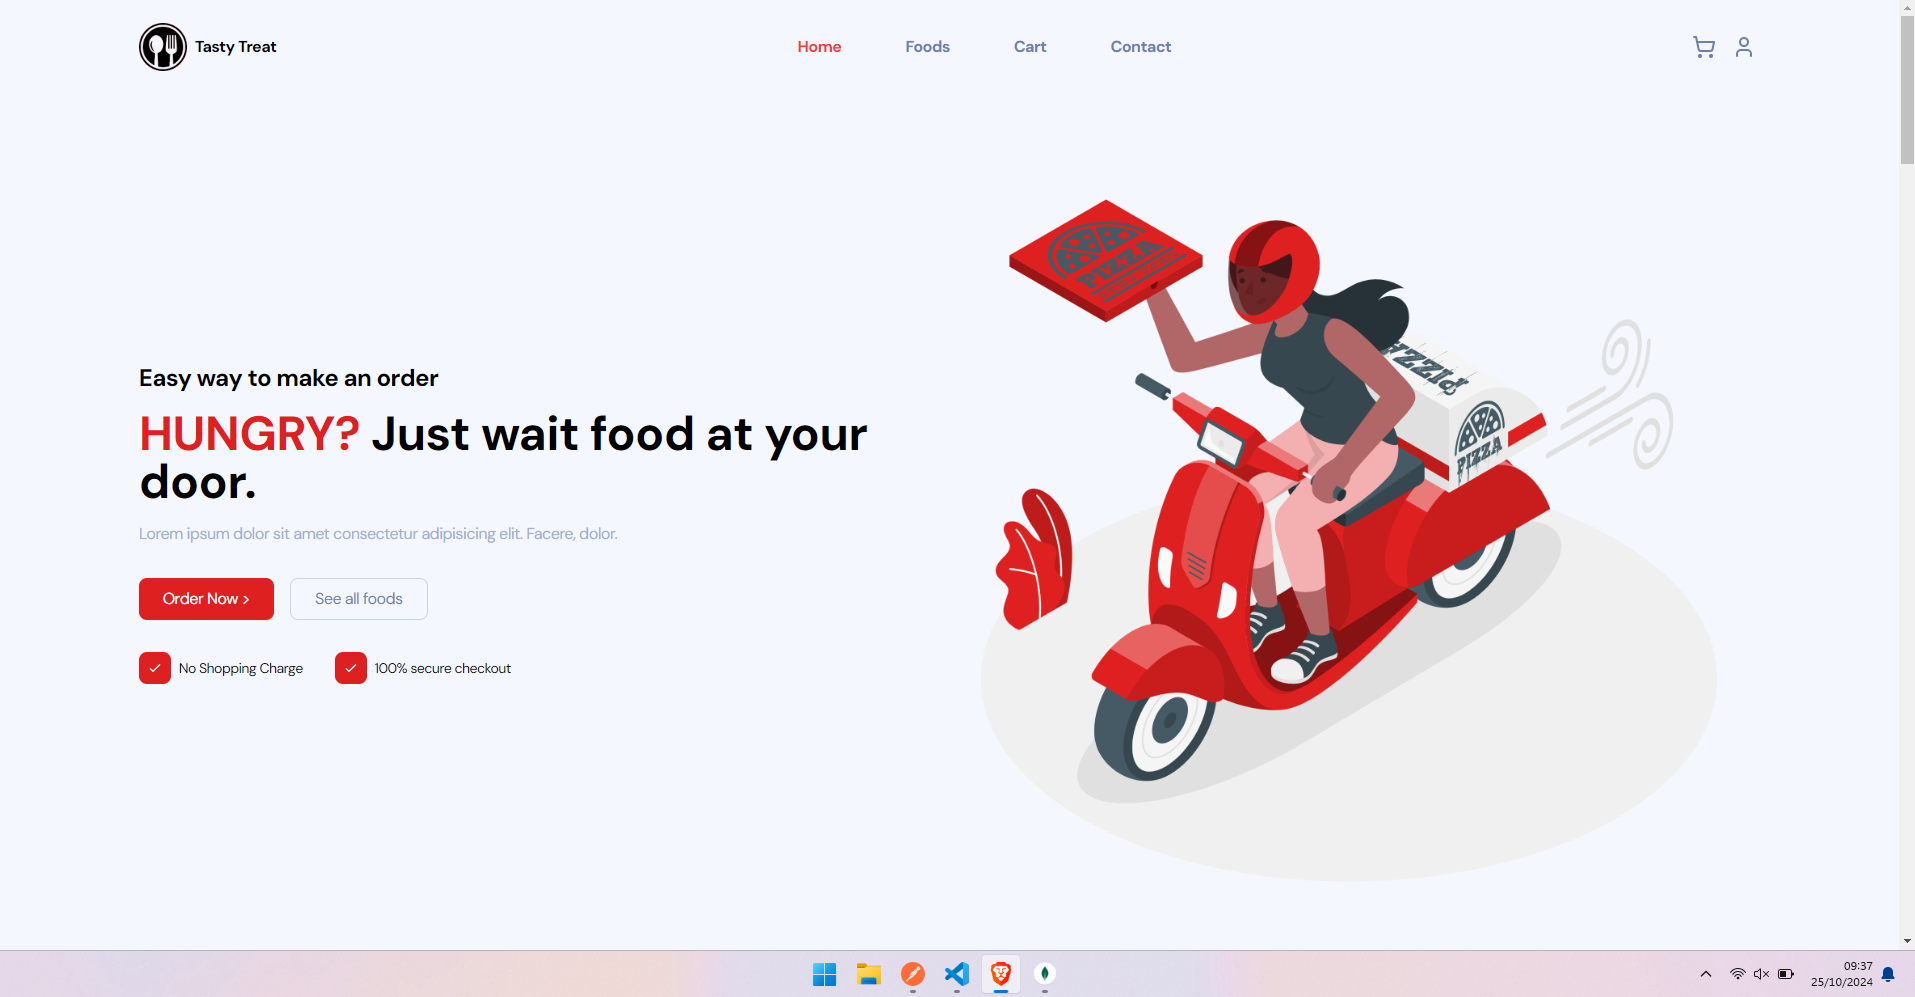 Tasty Treat
Home
Foods
Cart
Contact
PIZZA
PIZZA
PIZZA
Easy way to make an order
HUNGRY? Just wait food at your
door.
Lorem ipsum dolor sit amet consectetur adipisicing elit. Facere, dolor.
Order Now >
See all foods
No Shopping Charge
100% secure checkout
09:37
25/10/2024